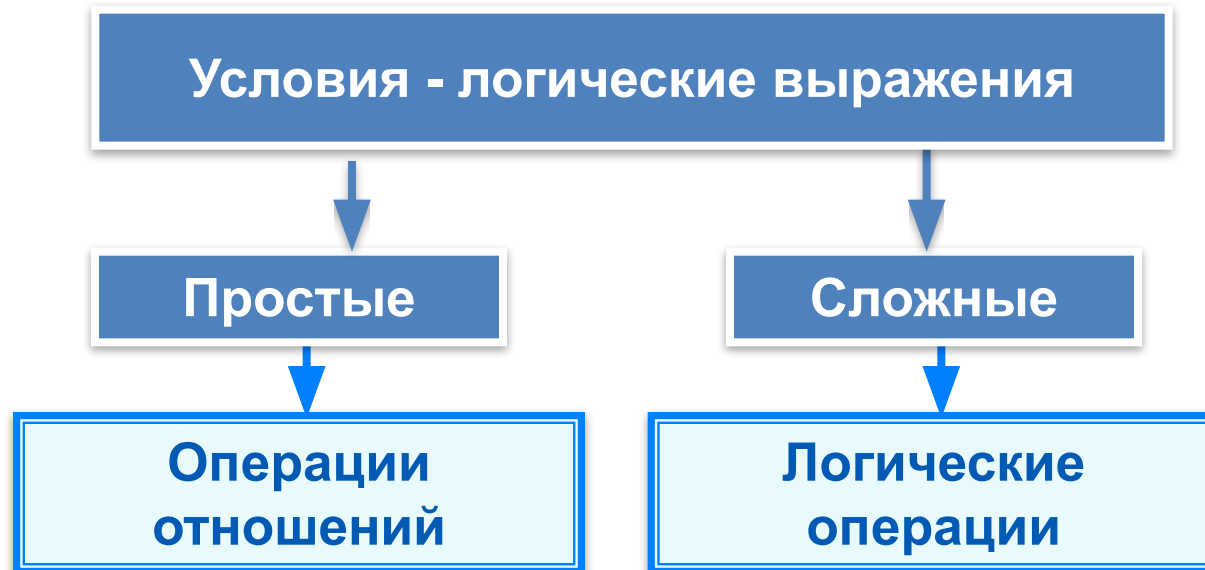 Условия - логические выражения
Простые
Сложные
Операции
отношений
Логические
операции